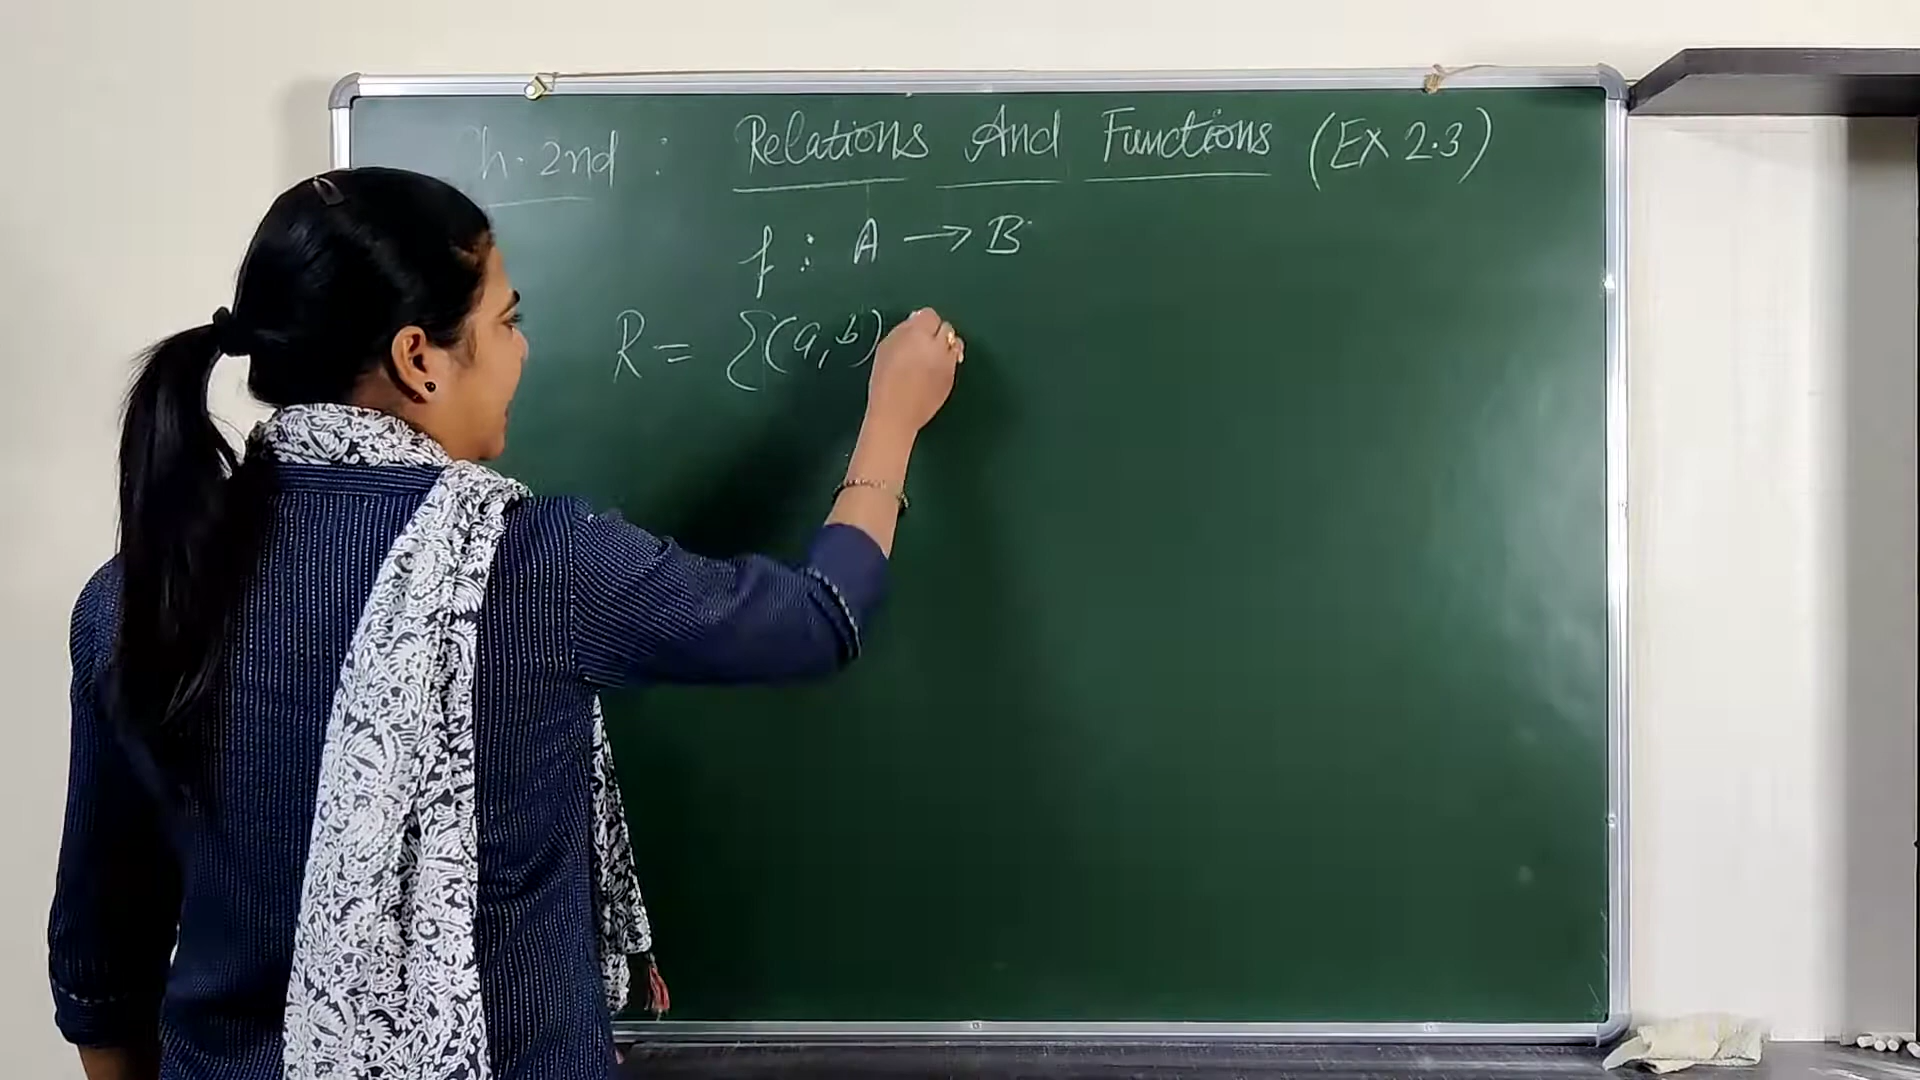 h. 2nd : Relations And Functions (Ex 2.3)
f : A → B
R = {(a, b)